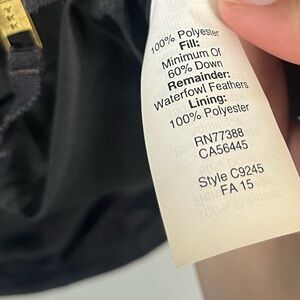 100% Polyester
Fill:
Minimum Of
60% Down
Remainder:
Waterfowl Feathers
Lining:
100% Polyester
RN77388
CA56445
Style C9245
FA 15